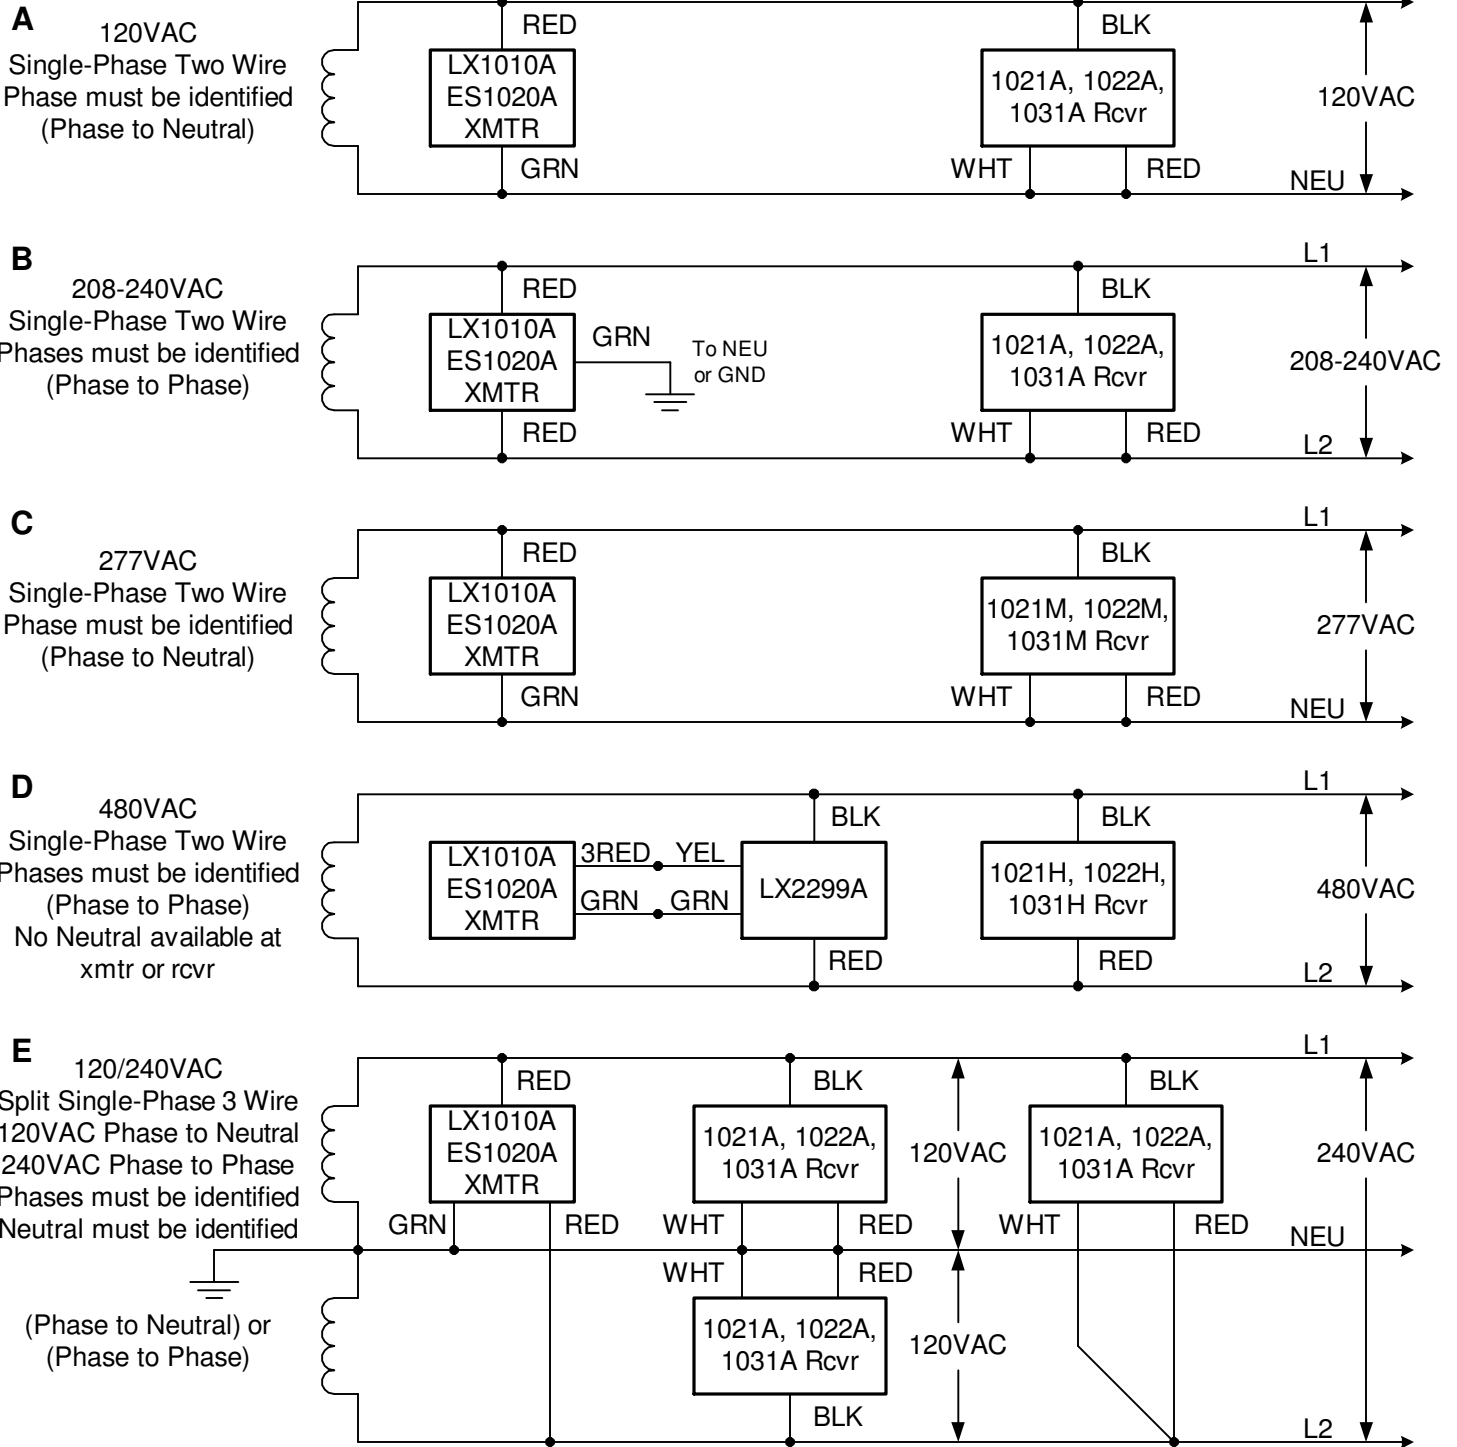 A
120VAC
Single-Phase Two Wire
Phase must be identified
(Phase to Neutral)
RED
LX1010A
ES1020A
XMTR
GRN
BLK
1021A, 1022A,
1031A Rcvr
WHT RED
120VAC
NEU
B
208-240VAC
Single-Phase Two Wire
Phases must be identified
(Phase to Phase)
RED
LX1010A
ES1020A
XMTR
RED
GRN
To NEU
or GND
BLK
1021A, 1022A,
1031A Rcvr
WHT RED
L1
208-240VAC
L2
C
277VAC
Single-Phase Two Wire
Phase must be identified
(Phase to Neutral)
RED
LX1010A
ES1020A
XMTR
GRN
BLK
1021M, 1022M,
1031M Rcvr
WHT RED
L1
277VAC
NEU
D
480VAC
Single-Phase Two Wire
Phases must be identified
(Phase to Phase)
No Neutral available at
xmtr or rcvr
LX1010A
ES1020A
XMTR
3RED YEL
GRN GRN
BLK
LX2299A
RED
BLK
1021H, 1022H,
1031H Rcvr
RED
L1
480VAC
L2
E
120/240VAC
Split Single-Phase 3 Wire
120VAC Phase to Neutral
240VAC Phase to Phase
Phases must be identified
Neutral must be identified
(Phase to Neutral) or
(Phase to Phase)
RED
LX1010A
ES1020A
XMTR
GRN RED
BLK
1021A, 1022A,
1031A Rcvr
WHT RED
WHT RED
1021A, 1022A,
1031A Rcvr
BLK
120VAC
120VAC
BLK
1021A, 1022A,
1031A Rcvr
WHT RED
L1
240VAC
NEU
L2